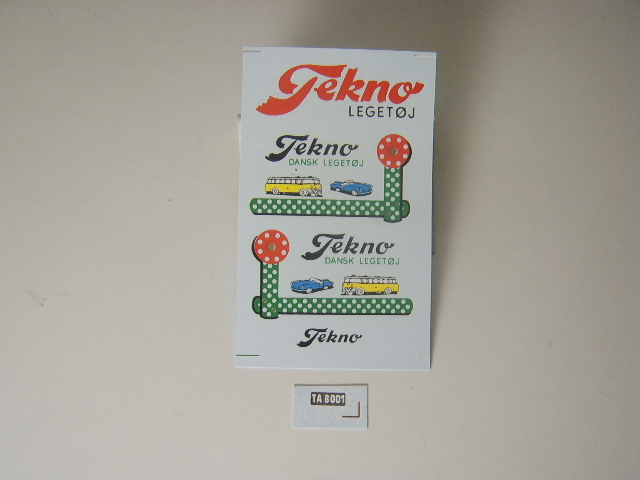 Tekno
LEGETØJ
Tekno
DANSK LEGETØJ
Tekno
DANSK LEGETØJ
Tekno
TA 8001